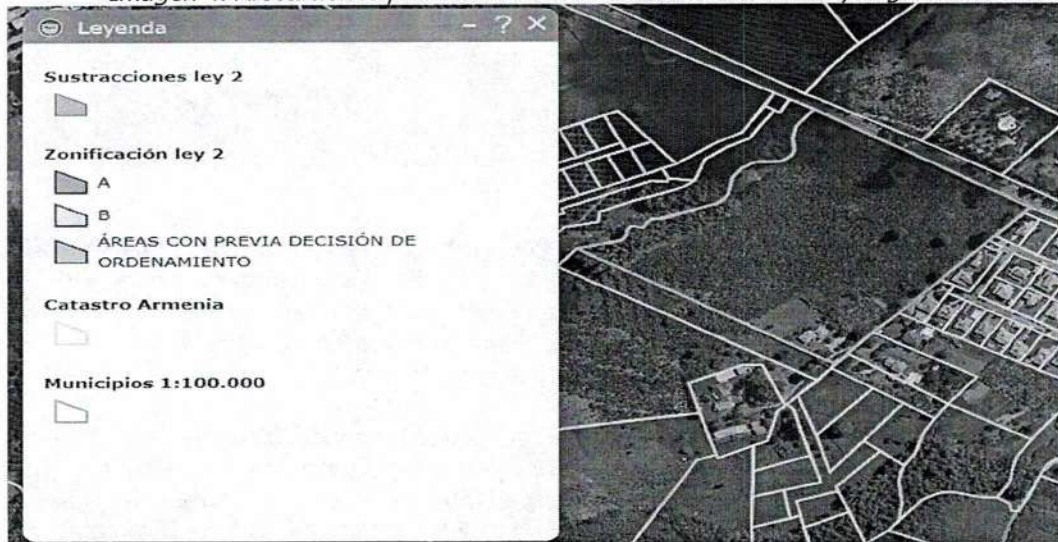 Leyenda - ? ×
Sustracciones ley 2
Zonificación ley 2
A
B
ÁREAS CON PREVIA DECISIÓN DE
ORDENAMIENTO
Catastro Armenia
Municipios 1:100.000